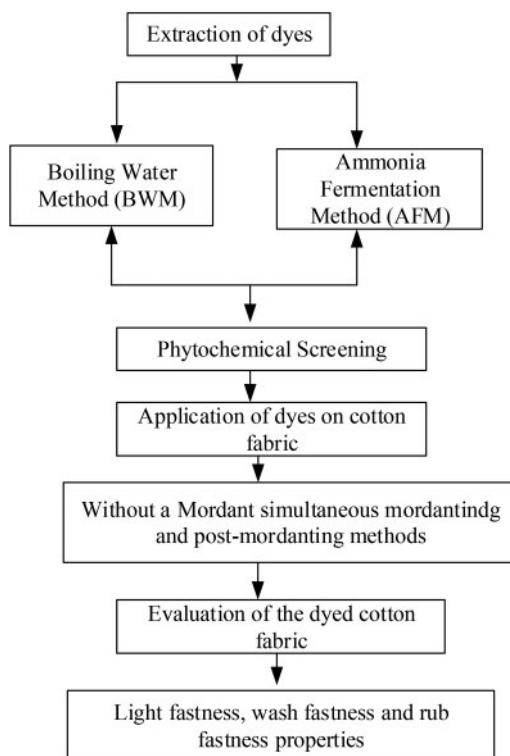 Extraction of dyes
Boiling Water
Method (BWM)
Ammonia
Fermentation
Method (AFM)
Phytochemical Screening
Application of dyes on cotton
fabric
Without a Mordant simultaneous mordantindg
and post-mordanting methods
Evaluation of the dyed cotton
fabric
Light fastness, wash fastness and rub
fastness properties